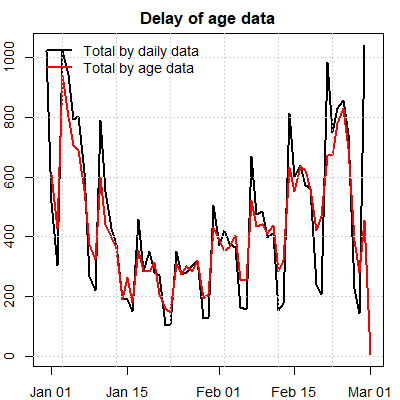 Delay of age data
Total by daily data
Total by age data
1000
800
600
400
200
0
Jan 01 Jan 15 Feb 01 Feb 15 Mar 01